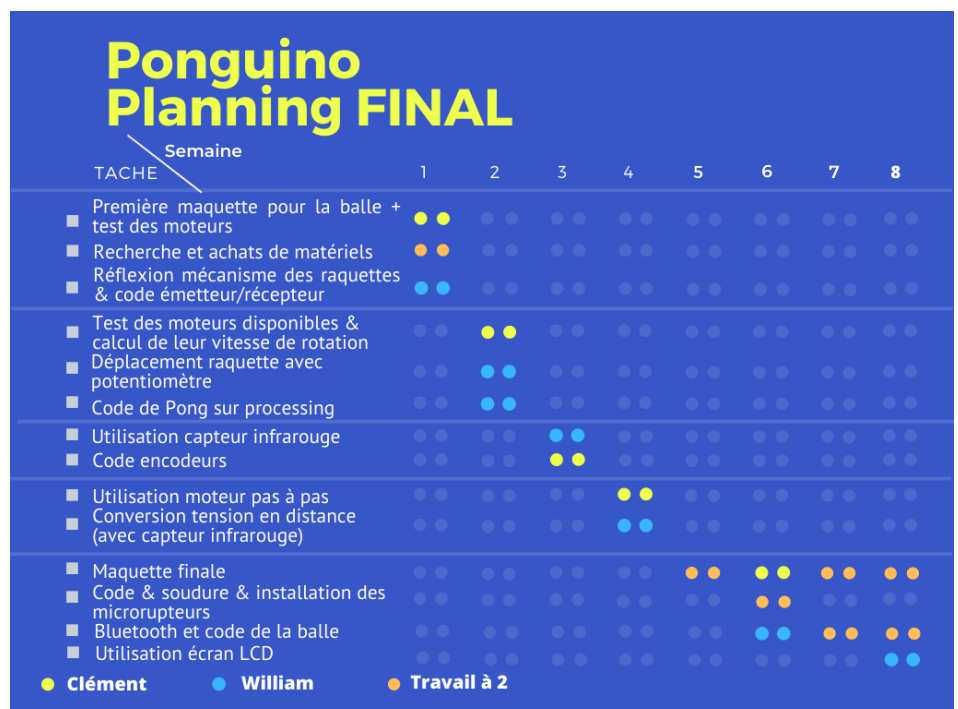 Ponguino
Planning FINAL
Semaine
TACHE 1 2 3 4 5 6 7 8
Première maquette pour la balle +
test des moteurs
Recherche et achats de matériels
Réflexion mécanisme des raquettes
& code émetteur/récepteur
Test des moteurs disponibles &
calcul de leur vitesse de rotation
Déplacement raquette avec
potentiomètre
Code de Pong sur processing
Utilisation capteur infrarouge
Code encodeurs
Utilisation moteur pas à pas
Conversion tension en distance
(avec capteur infrarouge)
Maquette finale
Code & soudure & installation des
microrupteurs
Bluetooth et code de la balle
Utilisation écran LCD
Clément William Travail à 2